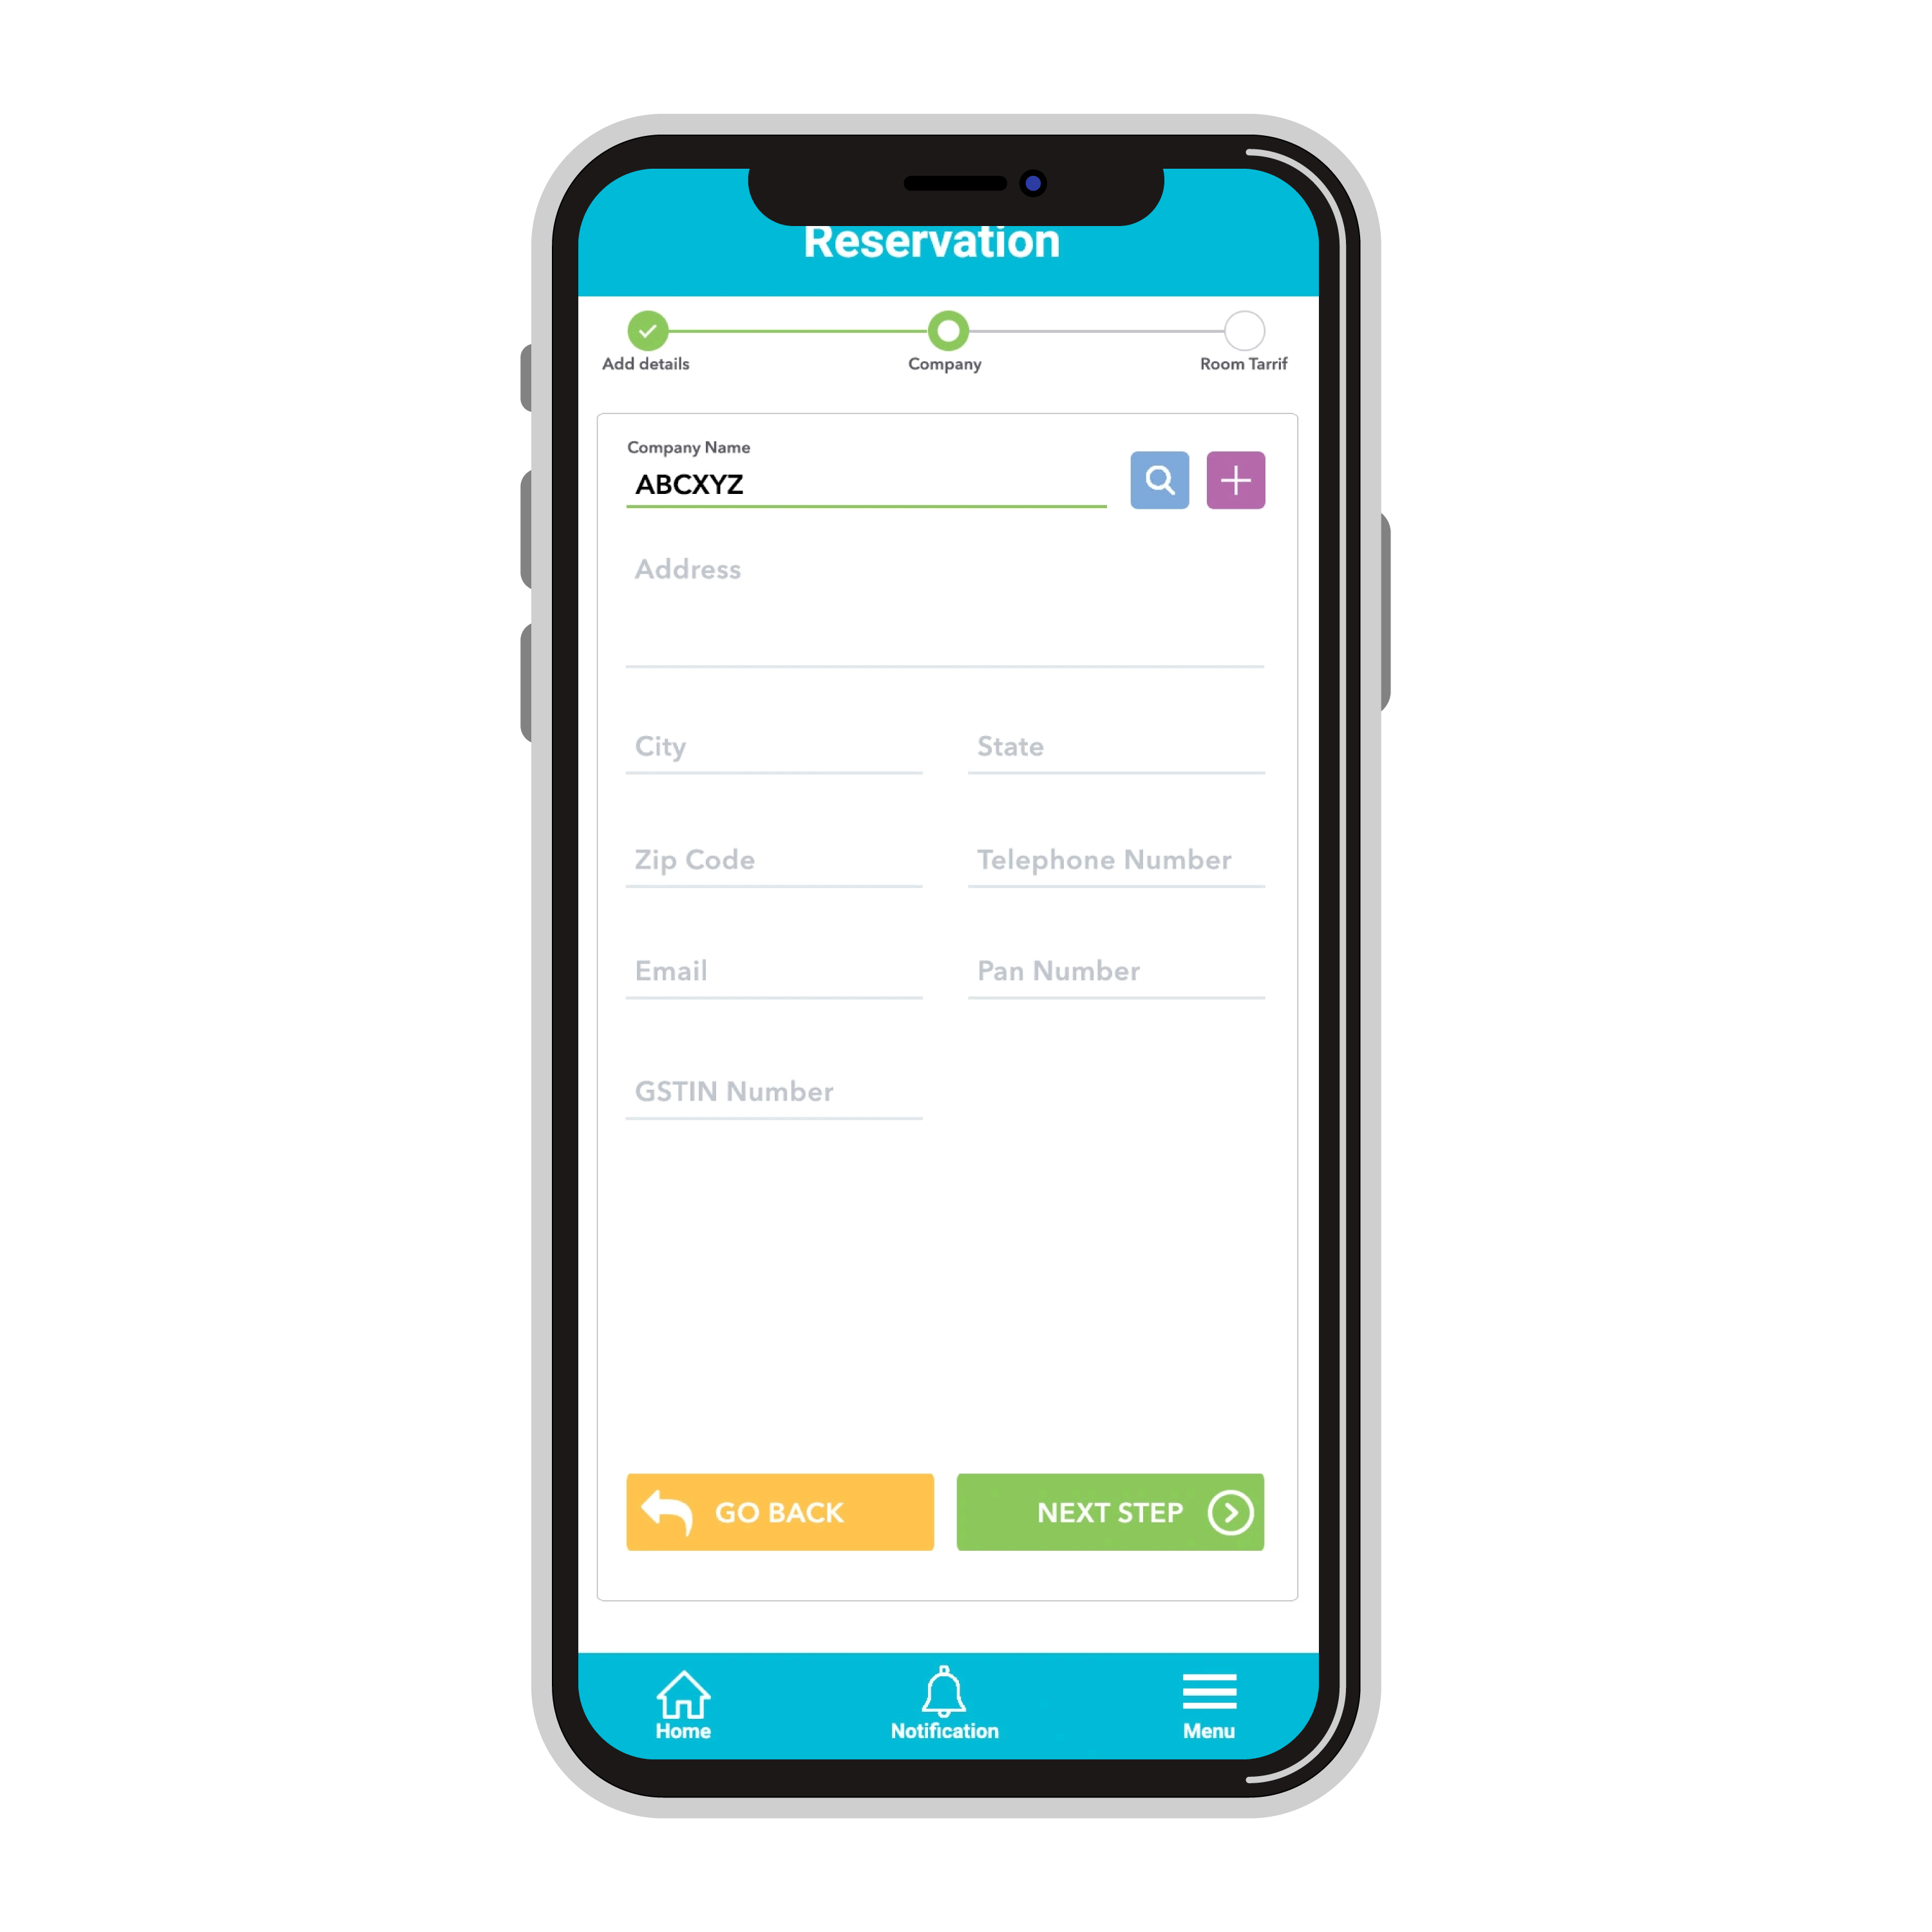 Reservation
Add details Company Room Tarrif
Company Name
ABCXYZ
Address
City State
Zip Code Telephone Number
Email Pan Number
GSTIN Number
GO BACK NEXT STEP
Home Notification Menu